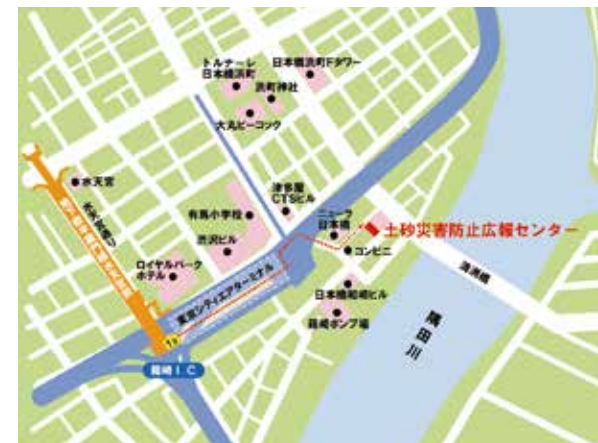 トルナーレ
日本橋浜町
日本橋浜町Fタワー
浜町神社
大丸ピーコック
水天宮
有馬小学校
津多屋
CTSビル
ニューラ
日本橋
土砂災害防止広報センター
渋沢ビル
コンビニ
清洲橋
ロイヤルパーク
ホテル
東京シティエアターミナル
日本橋箱崎ビル
箱崎ポンプ場
隅田川
箱崎IC